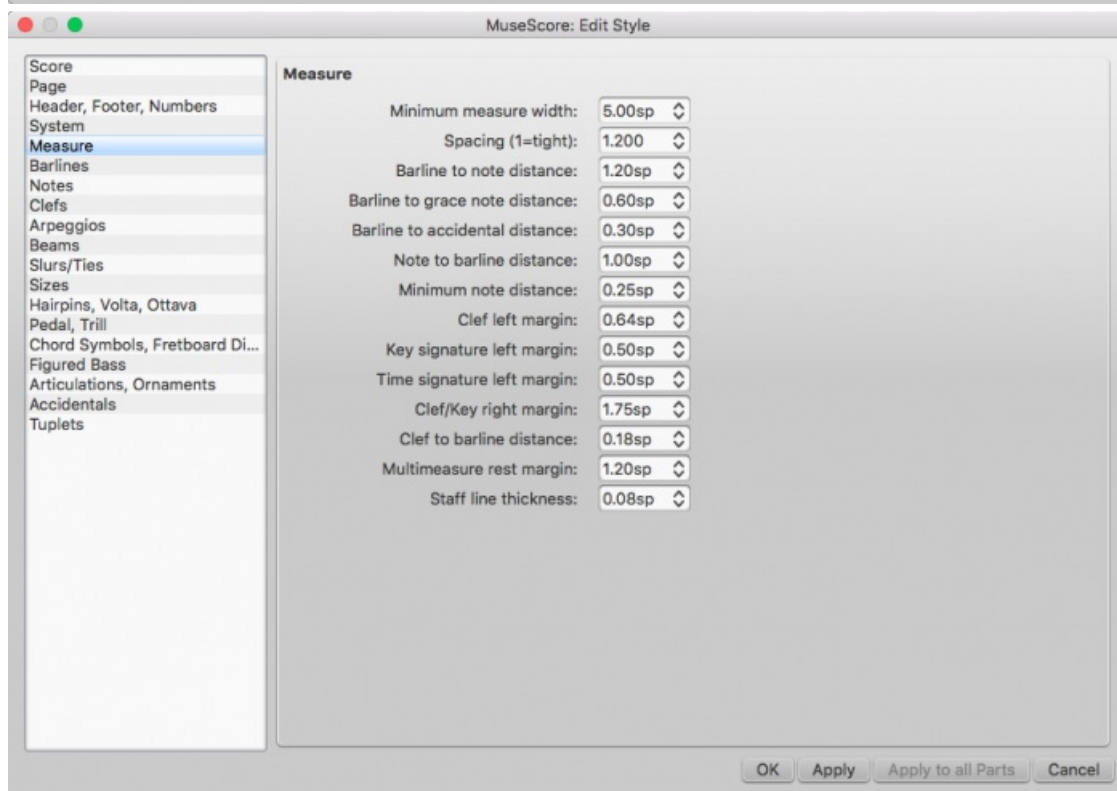 MuseScore: Edit Style
Score
Page
Header, Footer, Numbers
System
Measure
Barlines
Notes
Clefs
Arpeggios
Beams
Slurs/Ties
Sizes
Hairpins, Volta, Ottava
Pedal, Trill
Chord Symbols, Fretboard Di...
Figured Bass
Articulations, Ornaments
Accidentals
Tuplets
Measure
Minimum measure width: 5.00sp
Spacing (1=tight): 1.200
Barline to note distance: 1.20sp
Barline to grace note distance: 0.60sp
Barline to accidental distance: 0.30sp
Note to barline distance: 1.00sp
Minimum note distance: 0.25sp
Clef left margin: 0.64sp
Key signature left margin: 0.50sp
Time signature left margin: 0.50sp
Clef/Key right margin: 1.75sp
Clef to barline distance: 0.18sp
Multimeasure rest margin: 1.20sp
Staff line thickness: 0.08sp
OK Apply Apply to all Parts Cancel